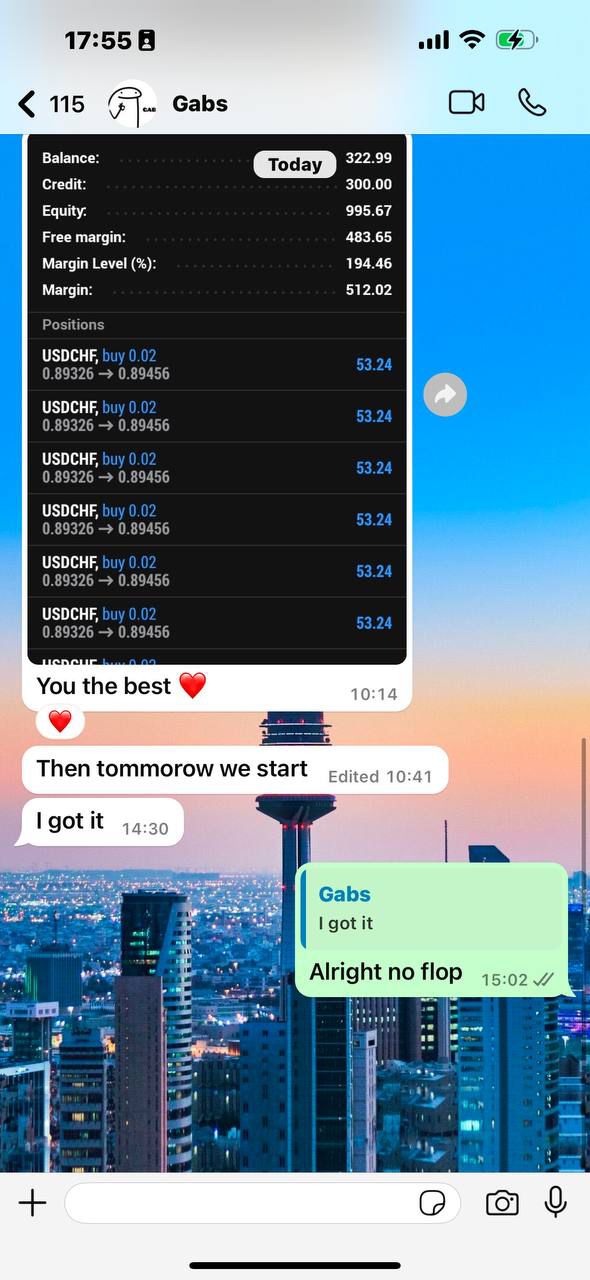 17:55
115
Gabs
CAB
Today
Balance: 322.99
Credit: 300.00
Equity: 995.67
Free margin: 483.65
Margin Level (%): 194.46
Margin: 512.02
Positions
USDCHF, buy 0.02
0.89326 → 0.89456
53.24
USDCHF, buy 0.02
0.89326 → 0.89456
53.24
USDCHF, buy 0.02
0.89326 → 0.89456
53.24
USDCHF, buy 0.02
0.89326 → 0.89456
53.24
USDCHF, buy 0.02
0.89326 → 0.89456
53.24
USDCHF, buy 0.02
0.89326 → 0.89456
53.24
USDCHF, buy 0.02
You the best ❤️ 10:14
❤️
Then tommorow we start Edited 10:41
I got it 14:30
Gabs
I got it
Alright no flop 15:02